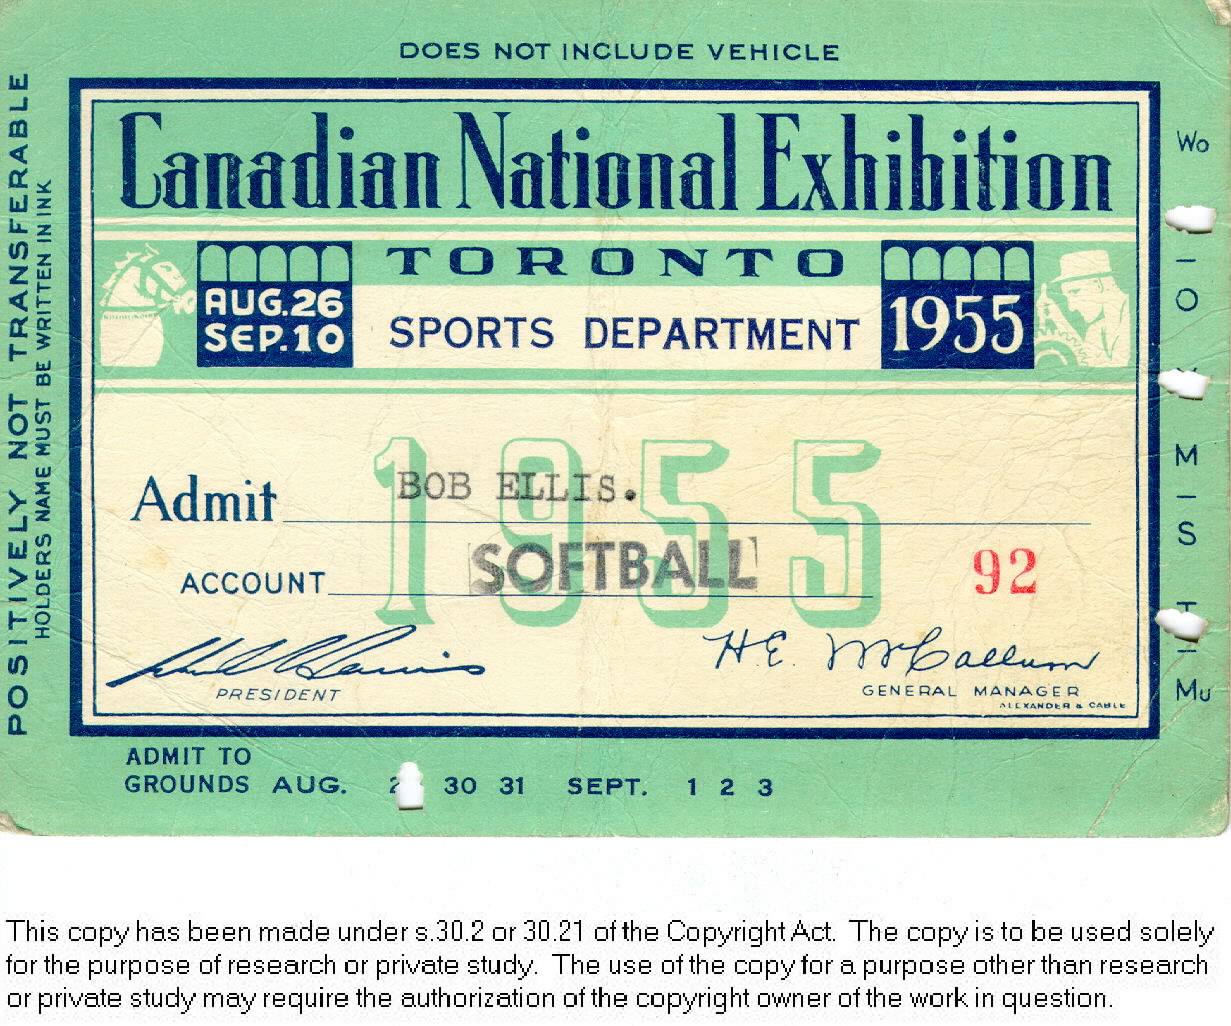 DOES NOT INCLUDE VEHICLE
POSITIVELY NOT TRANSFERABLE
HOLDERS NAME MUST BE WRITTEN IN INK
Canadian National Exhibition
TORONTO
AUG. 26
SEP. 10
SPORTS DEPARTMENT
1955
1955
Admit BOB ELLIS.
ACCOUNT SOFTBALL 92
PRESIDENT
H.E. McCallum
GENERAL MANAGER
ALEXANDER & CABLE
ADMIT TO
GROUNDS AUG. 30 31 SEPT. 1 2 3
Wo
I
O
M
I
S
T
I
Mu
This copy has been made under s.30.2 or 30.21 of the Copyright Act. The copy is to be used solely
for the purpose of research or private study. The use of the copy for a purpose other than research
or private study may require the authorization of the copyright owner of the work in question.